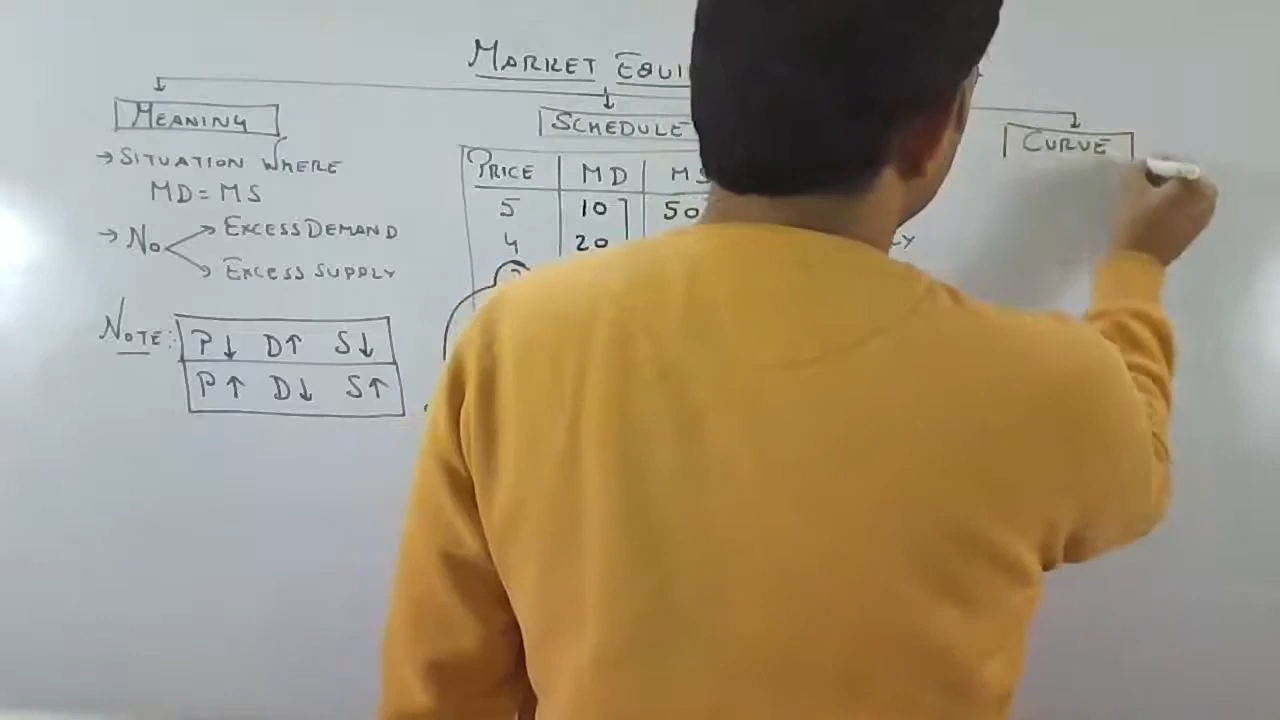 MARKET
MEANING
→ SITUATION WHERE
MD = MS
→ NO
EXCESS DEMAND
EXCESS SUPPLY
NOTE:
P↓ D↑ S↓
P↑ D↓ S↑
SCHEDULE
PRICE MD MS
5 10 50
4 20
CURVE